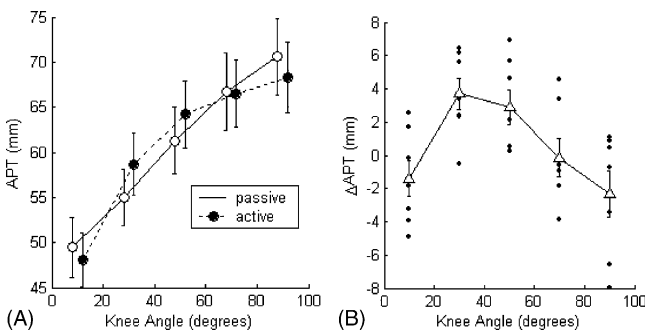 75
70
65
60
55
50
45
APT (mm)
0 20 40 60 80 100
Knee Angle (degrees)
passive
active
(A)
8
6
4
2
0
-2
-4
-6
-8
ΔAPT (mm)
0 20 40 60 80 100
Knee Angle (degrees)
(B)